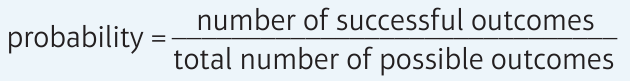 probability = number of successful outcomes
total number of possible outcomes